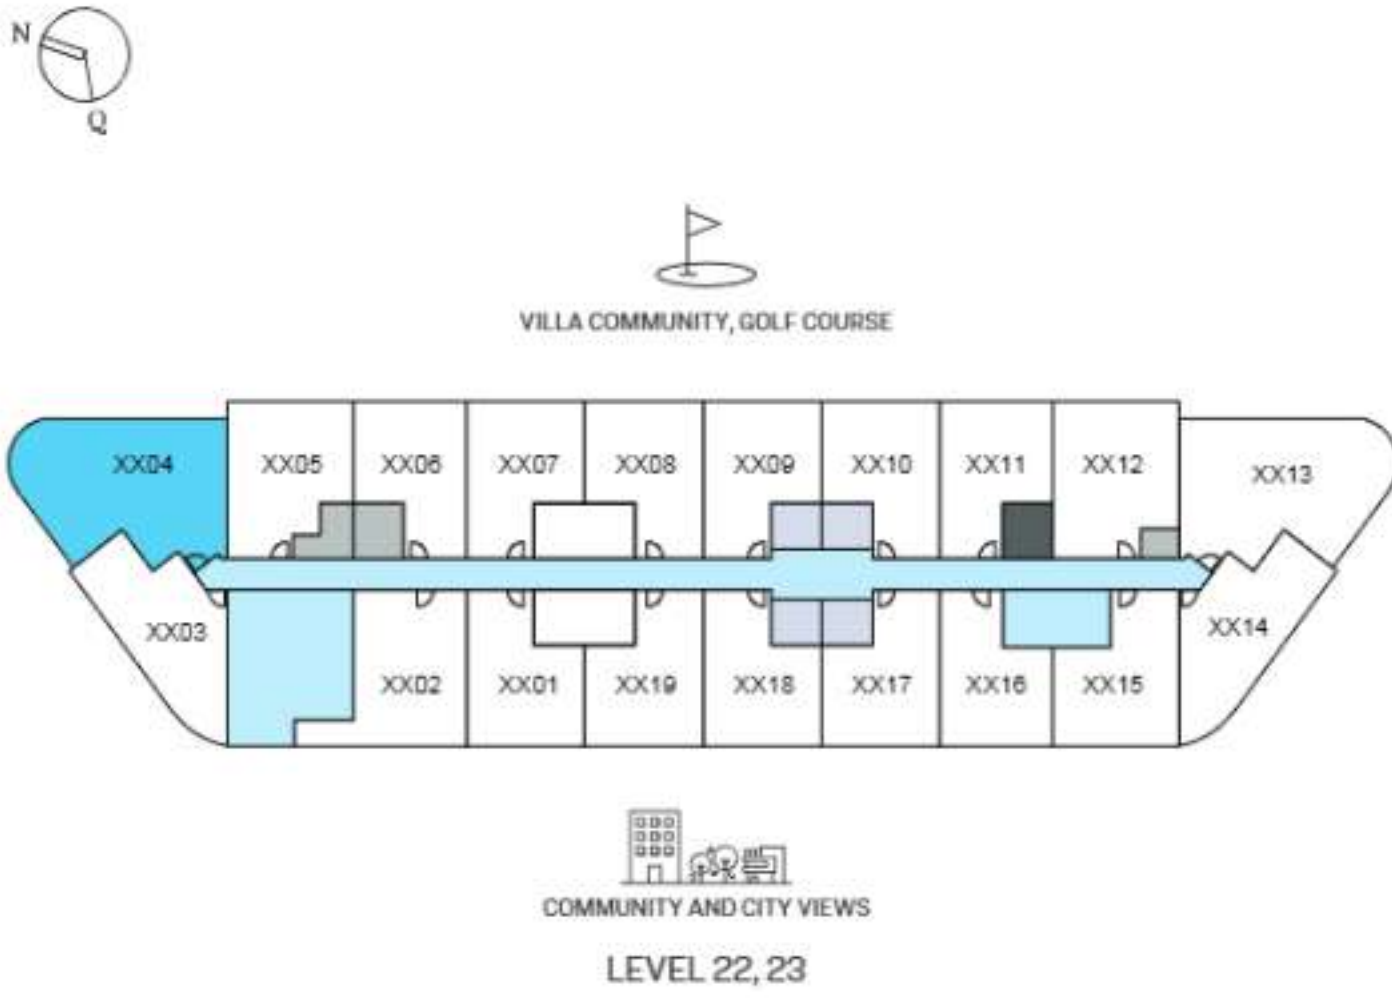 N
Q
VILLA COMMUNITY, GOLF COURSE
XX04
XX05
XX06
XX07
XX08
XX09
XX10
XX11
XX12
XX13
XX03
XX02
XX01
XX19
XX18
XX17
XX16
XX15
XX14
COMMUNITY AND CITY VIEWS
LEVEL 22, 23